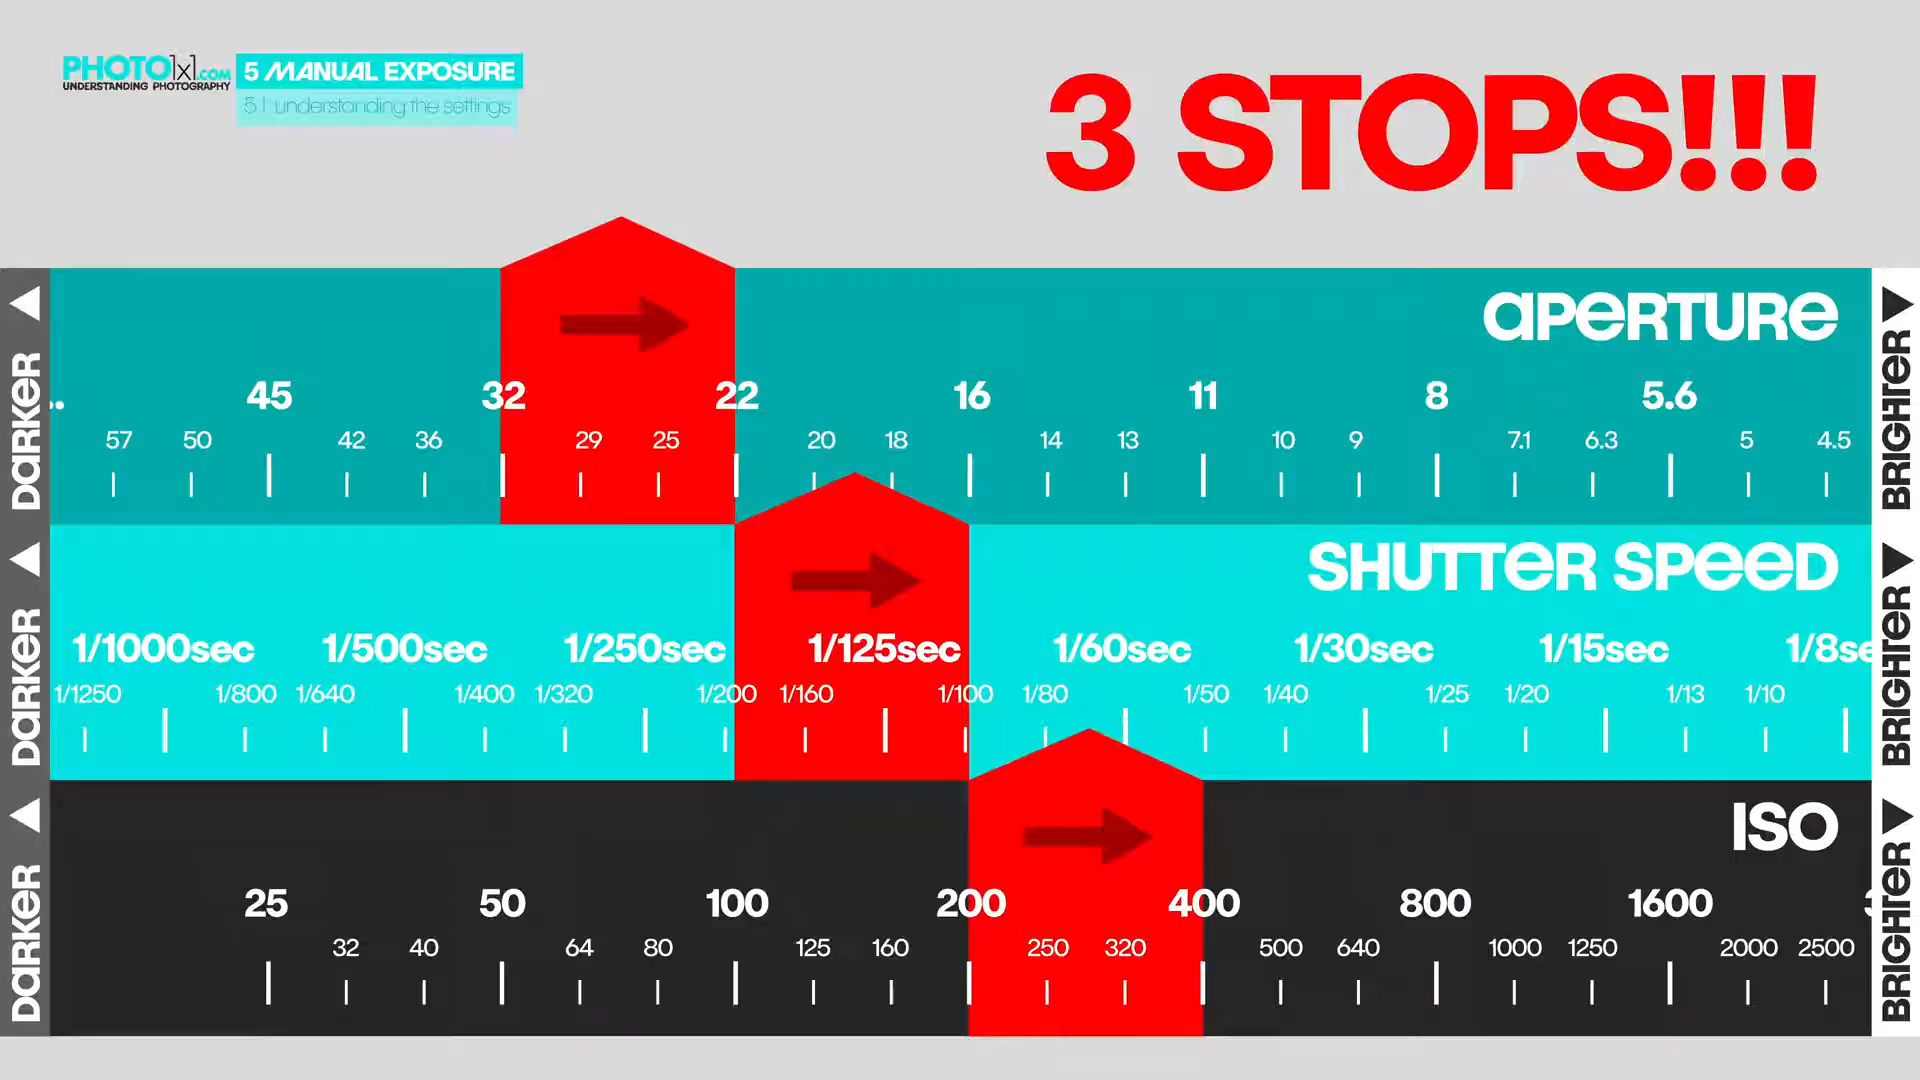 PHOTO[x].COM
UNDERSTANDING PHOTOGRAPHY
5 MANUAL EXPOSURE
5.1 understanding the settings
3 STOPS!!!
APERTURE
.. 45 32 22 16 11 8 5.6
57 50 42 36 29 25 20 18 14 13 10 9 7.1 6.3 5 4.5
DARKER
BRIGHTER
SHUTTER SPEED
1/1000sec 1/500sec 1/250sec 1/125sec 1/60sec 1/30sec 1/15sec 1/8se
1/1250 1/800 1/640 1/400 1/320 1/200 1/160 1/100 1/80 1/50 1/40 1/25 1/20 1/13 1/10
DARKER
BRIGHTER
ISO
25 50 100 200 400 800 1600 3
32 40 64 80 125 160 250 320 500 640 1000 1250 2000 2500
DARKER
BRIGHTER